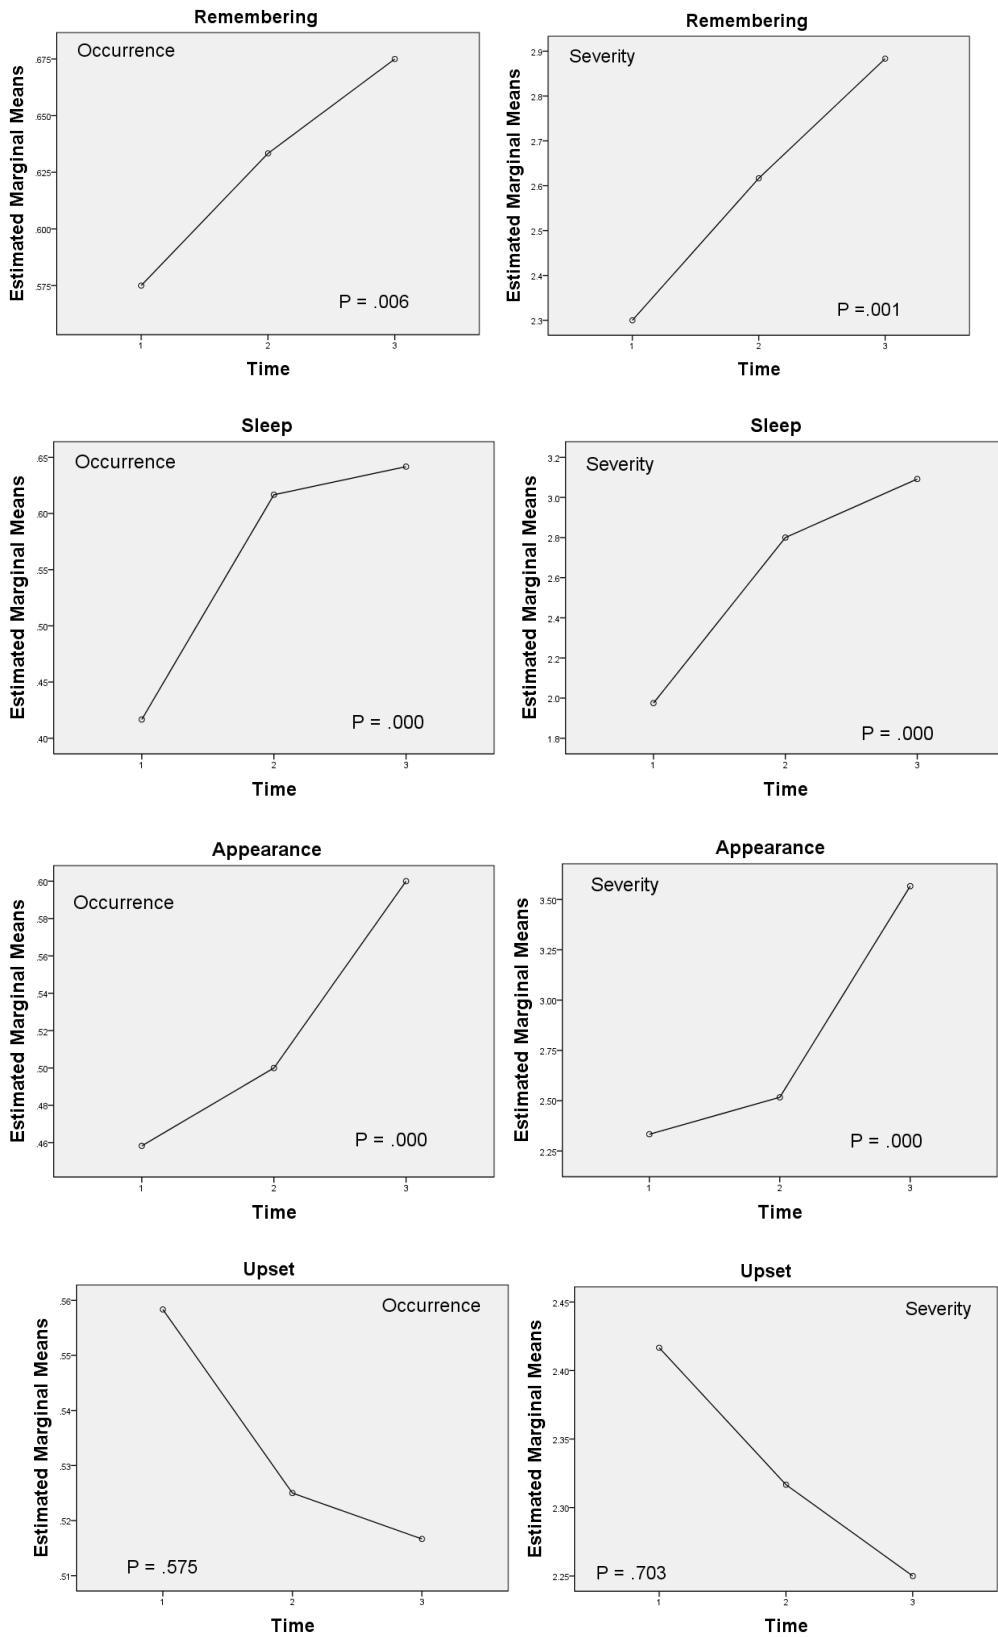 Remembering
Occurrence
Estimated Marginal Means
.675
.650
.625
.600
.575
P = .006
1 2 3
Time
Remembering
Severity
Estimated Marginal Means
2.9
2.8
2.7
2.6
2.5
2.4
2.3
P =.001
1 2 3
Time
Sleep
Occurrence
Estimated Marginal Means
.65
.60
.55
.50
.45
.40
P = .000
1 2 3
Time
Sleep
Severity
Estimated Marginal Means
3.2
3.0
2.8
2.6
2.4
2.2
2.0
1.8
P = .000
1 2 3
Time
Appearance
Occurrence
Estimated Marginal Means
.60
.58
.56
.54
.52
.50
.48
.46
P = .000
1 2 3
Time
Appearance
Severity
Estimated Marginal Means
3.50
3.25
3.00
2.75
2.50
2.25
P = .000
1 2 3
Time
Upset
Occurrence
Estimated Marginal Means
.56
.55
.54
.53
.52
.51
P = .575
1 2 3
Time
Upset
Severity
Estimated Marginal Means
2.45
2.40
2.35
2.30
2.25
P = .703
1 2 3
Time